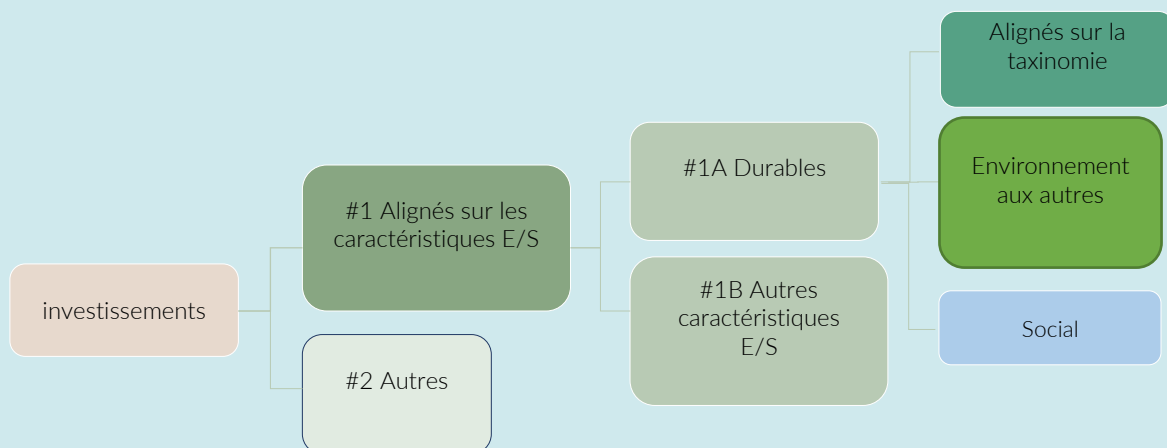 investissements
#1 Alignés sur les
caractéristiques E/S
#2 Autres
#1A Durables
#1B Autres
caractéristiques
E/S
Alignés sur la
taxinomie
Environnement
aux autres
Social